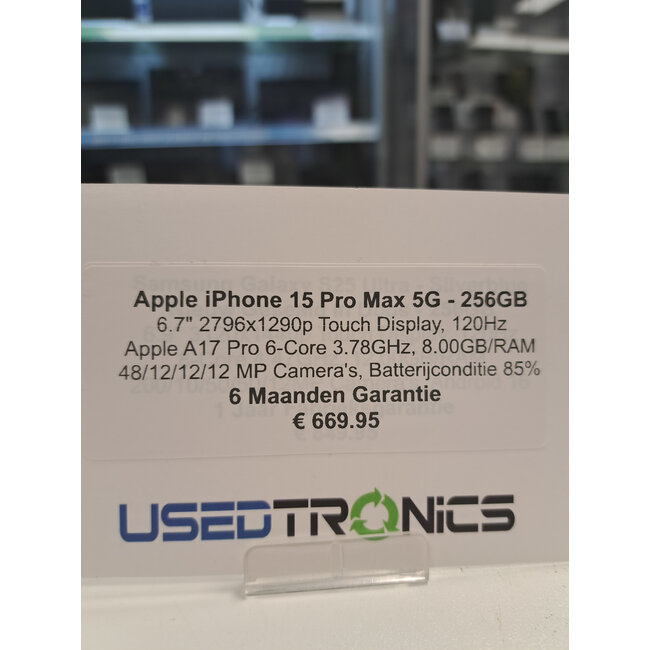 Apple iPhone 15 Pro Max 5G - 256GB
6.7" 2796x1290p Touch Display, 120Hz
Apple A17 Pro 6-Core 3.78GHz, 8.00GB/RAM
48/12/12/12 MP Camera's, Batterijconditie 85%
6 Maanden Garantie
€ 669.95
USEDTRONiCS